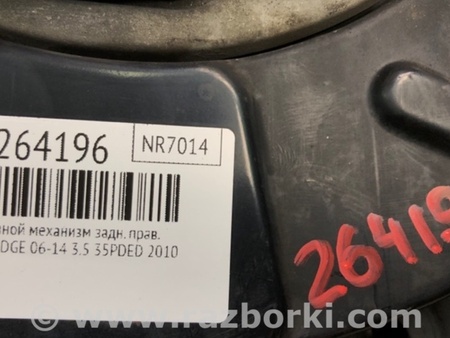 264196
NR7014
ной механизм задн. прав.
DGE 06-14 3.5 35PDED 2010
26419
www.razborki.com